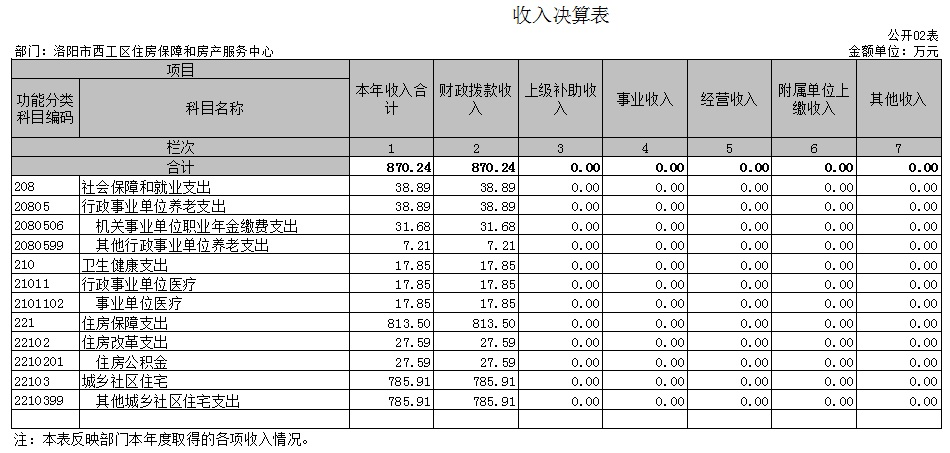 收入决算表
公开02表
部门：洛阳市西工区住房保障和房产服务中心 金额单位：万元
项目 本年收入合计 财政拨款收入 上级补助收入 事业收入 经营收入 附属单位上缴收入 其他收入
功能分类科目编码 科目名称
栏次 1 2 3 4 5 6 7
合计 870.24 870.24 0.00 0.00 0.00 0.00 0.00
208 社会保障和就业支出 38.89 38.89 0.00 0.00 0.00 0.00 0.00
20805 行政事业单位养老支出 38.89 38.89 0.00 0.00 0.00 0.00 0.00
2080506 机关事业单位职业年金缴费支出 31.68 31.68 0.00 0.00 0.00 0.00 0.00
2080599 其他行政事业单位养老支出 7.21 7.21 0.00 0.00 0.00 0.00 0.00
210 卫生健康支出 17.85 17.85 0.00 0.00 0.00 0.00 0.00
21011 行政事业单位医疗 17.85 17.85 0.00 0.00 0.00 0.00 0.00
2101102 事业单位医疗 17.85 17.85 0.00 0.00 0.00 0.00 0.00
221 住房保障支出 813.50 813.50 0.00 0.00 0.00 0.00 0.00
22102 住房改革支出 27.59 27.59 0.00 0.00 0.00 0.00 0.00
2210201 住房公积金 27.59 27.59 0.00 0.00 0.00 0.00 0.00
22103 城乡社区住宅 785.91 785.91 0.00 0.00 0.00 0.00 0.00
2210399 其他城乡社区住宅支出 785.91 785.91 0.00 0.00 0.00 0.00 0.00
注：本表反映部门本年度取得的各项收入情况。